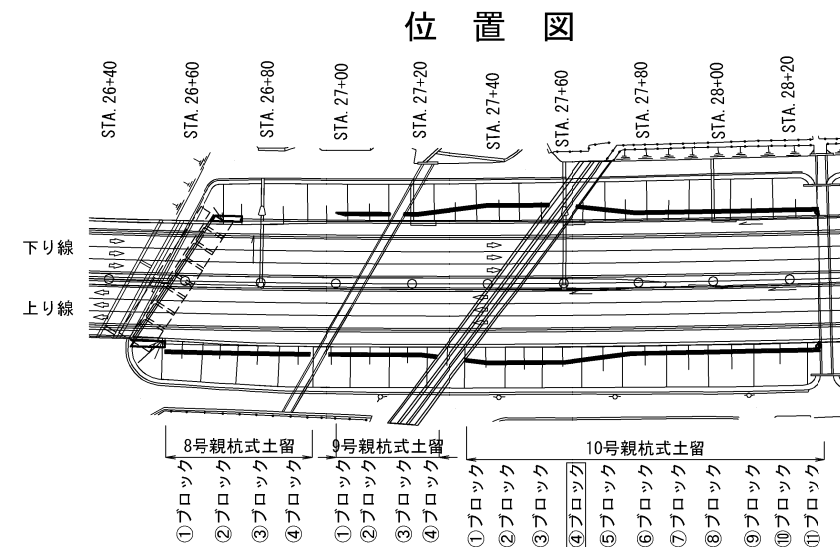 位置図
STA. 26+40
STA. 26+60
STA. 26+80
STA. 27+00
STA. 27+20
STA. 27+40
STA. 27+60
STA. 27+80
STA. 28+00
STA. 28+20
下り線
上り線
8号親杭式土留
9号親杭式土留
10号親杭式土留
①ブロック
②ブロック
③ブロック
④ブロック
①ブロック
②ブロック
③ブロック
④ブロック
①ブロック
②ブロック
③ブロック
④ブロック
⑤ブロック
⑥ブロック
⑦ブロック
⑧ブロック
⑨ブロック
⑩ブロック
⑪ブロック